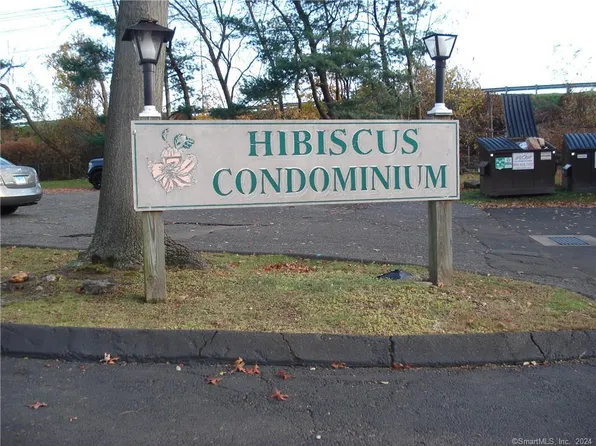 HIBISCUS
CONDOMINIUM
©SmartMLS, Inc. 2024